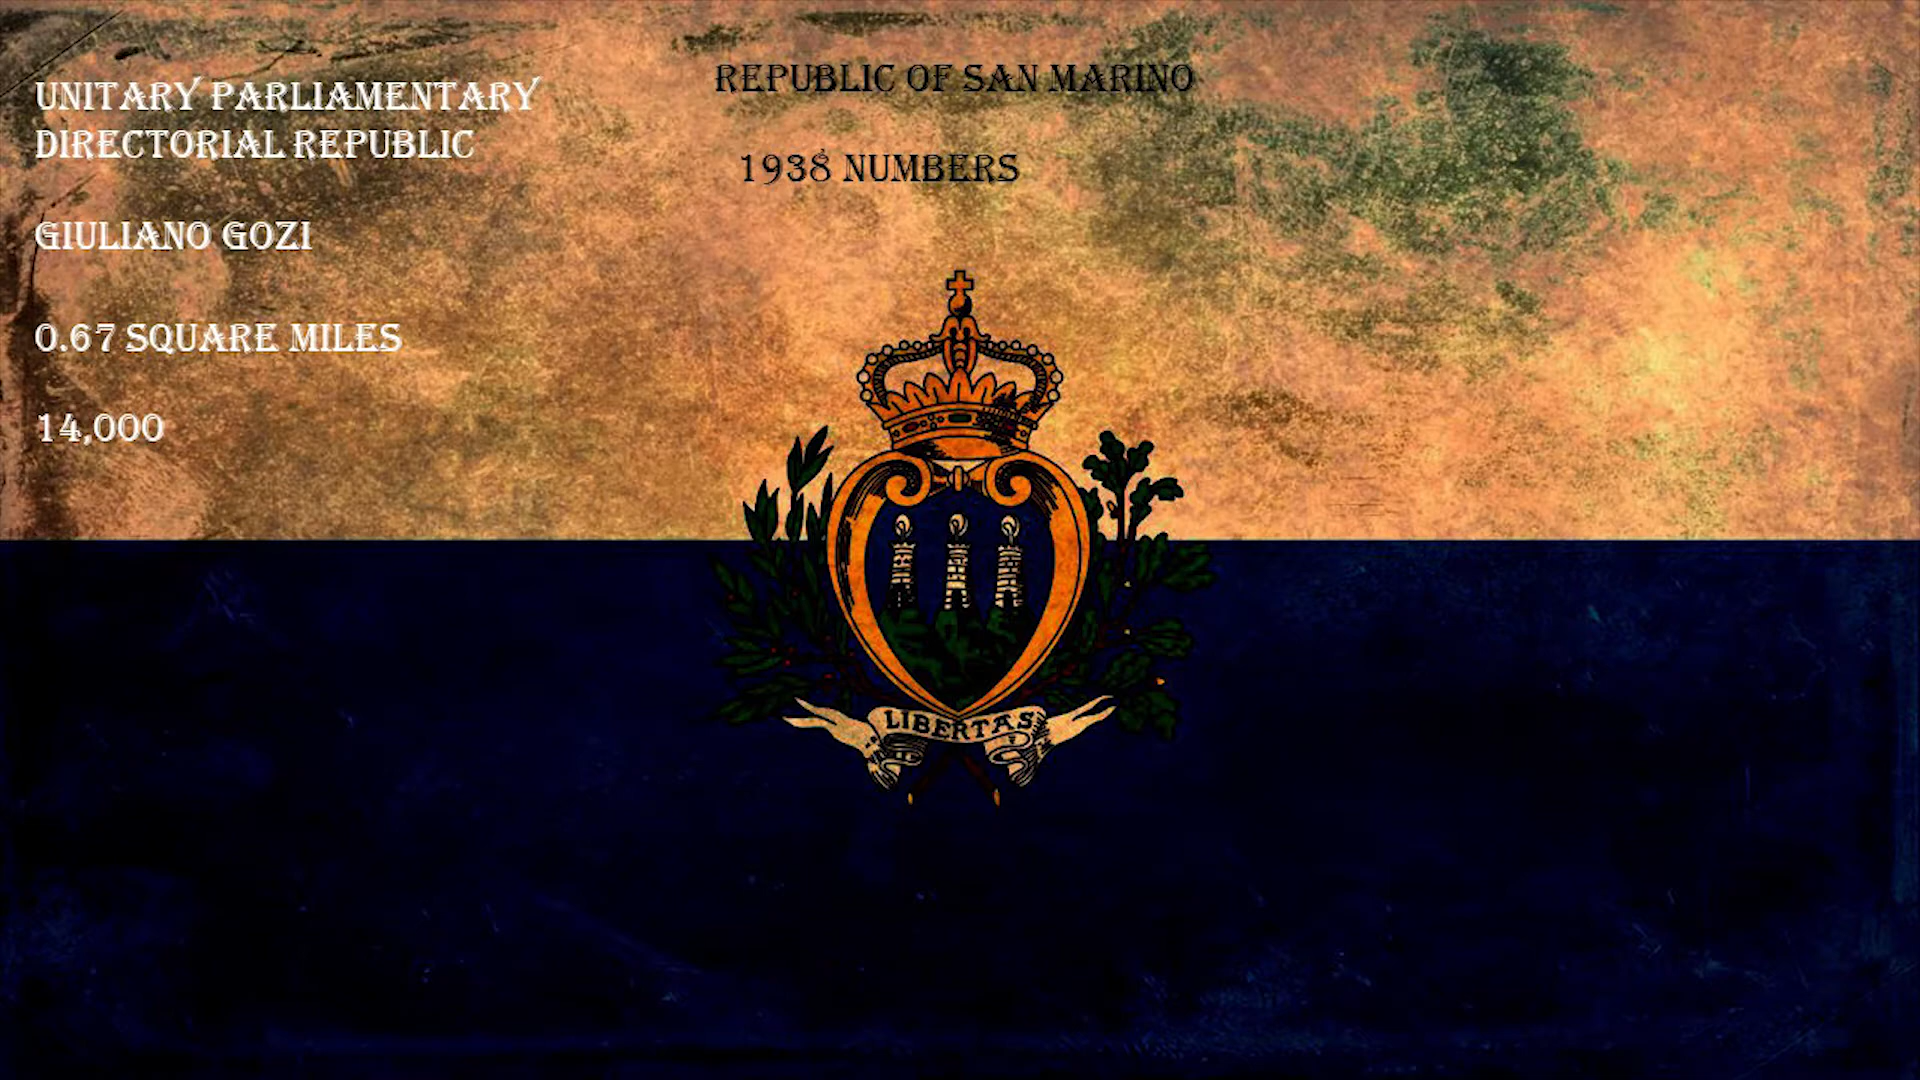 REPUBLIC OF SAN MARINO
1938 NUMBERS
UNITARY PARLIAMENTARY
DIRECTORIAL REPUBLIC
GIULIANO GOZI
0.67 SQUARE MILES
14,000
LIBERTAS